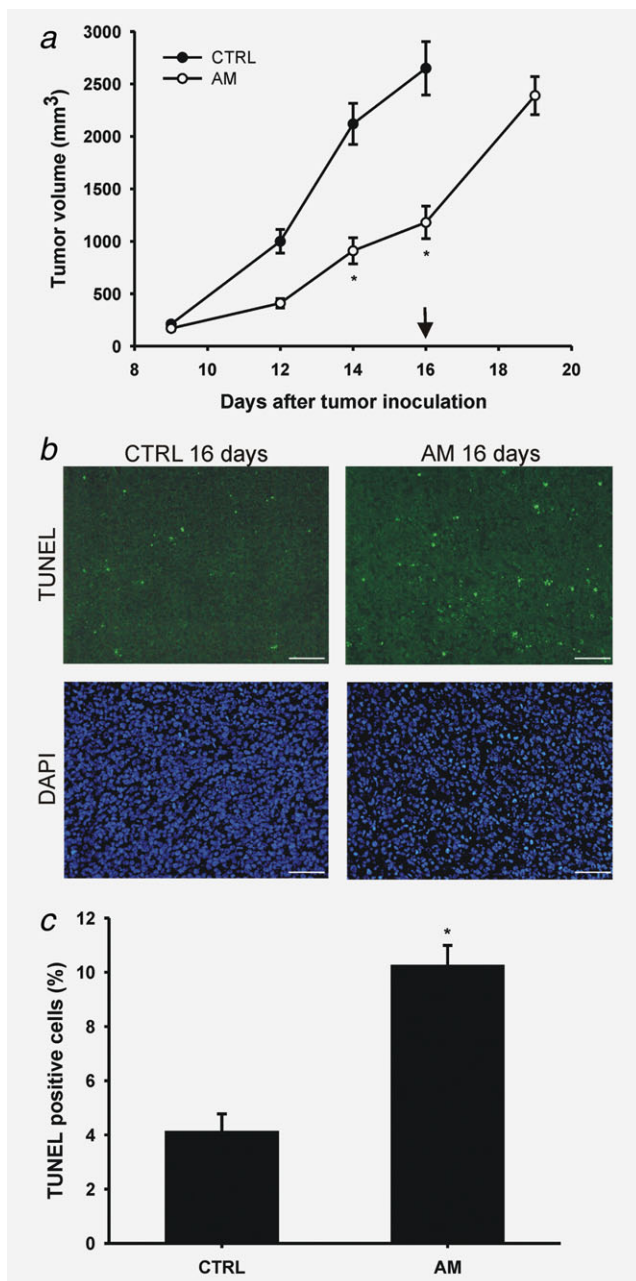 a
3000
2500
2000
1500
1000
500
0
CTRL
AM
*
*
Tumor volume (mm3)
8
10
12
14
16
18
20
Days after tumor inoculation
b
CTRL 16 days
AM 16 days
TUNEL
DAPI
c
12
10
8
6
4
2
0
*
TUNEL positive cells (%)
CTRL
AM